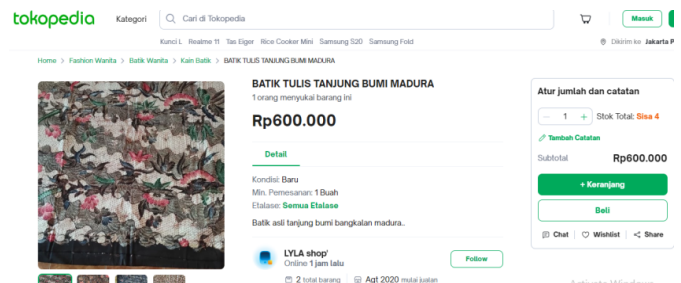 tokopedia
Kategori
Cari di Tokopedia
Masuk
Kunci L Realme 11 Tas Eiger Rice Cooker Mini Samsung S20 Samsung Fold
Dikirim ke Jakarta P
Home > Fashion Wanita > Batik Wanita > Kain Batik > BATIK TULIS TANJUNG BUMI MADURA
BATIK TULIS TANJUNG BUMI MADURA
1 orang menyukai barang ini
Rp600.000
Detail
Kondisi: Baru
Min. Pemesanan: 1 Buah
Etalase: Semua Etalase
Batik asli tanjung bumi bangkalan madura..
LYLA shop'
Online 1 jam lalu
Follow
2 total barang
Agt 2020 mulai jualan
Atur jumlah dan catatan
1
Stok Total: Sisa 4
Tambah Catatan
Subtotal Rp600.000
+ Keranjang
Beli
Chat Wishlist Share
Activate Windows